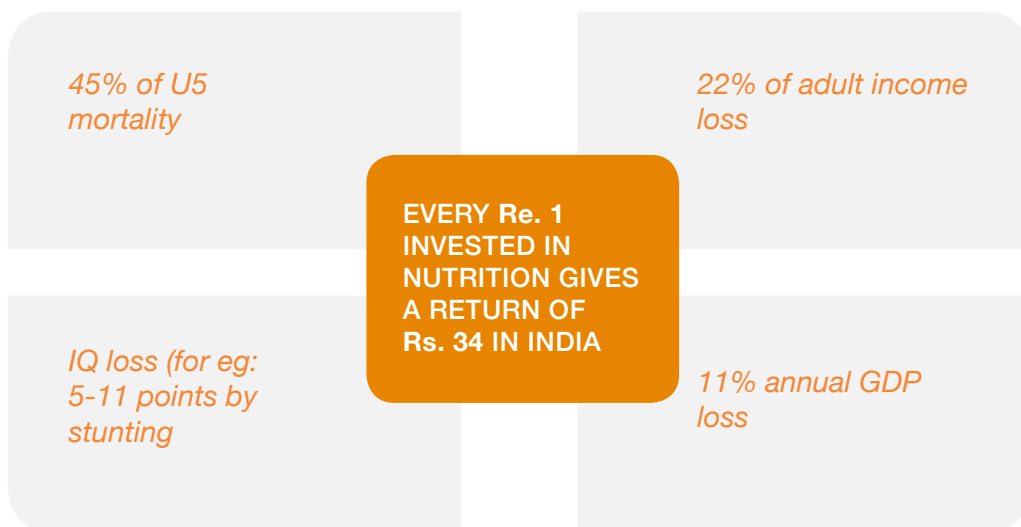 45% of U5
mortality
22% of adult income
loss
EVERY Re. 1
INVESTED IN
NUTRITION GIVES
A RETURN OF
Rs. 34 IN INDIA
IQ loss (for eg:
5-11 points by
stunting
11% annual GDP
loss